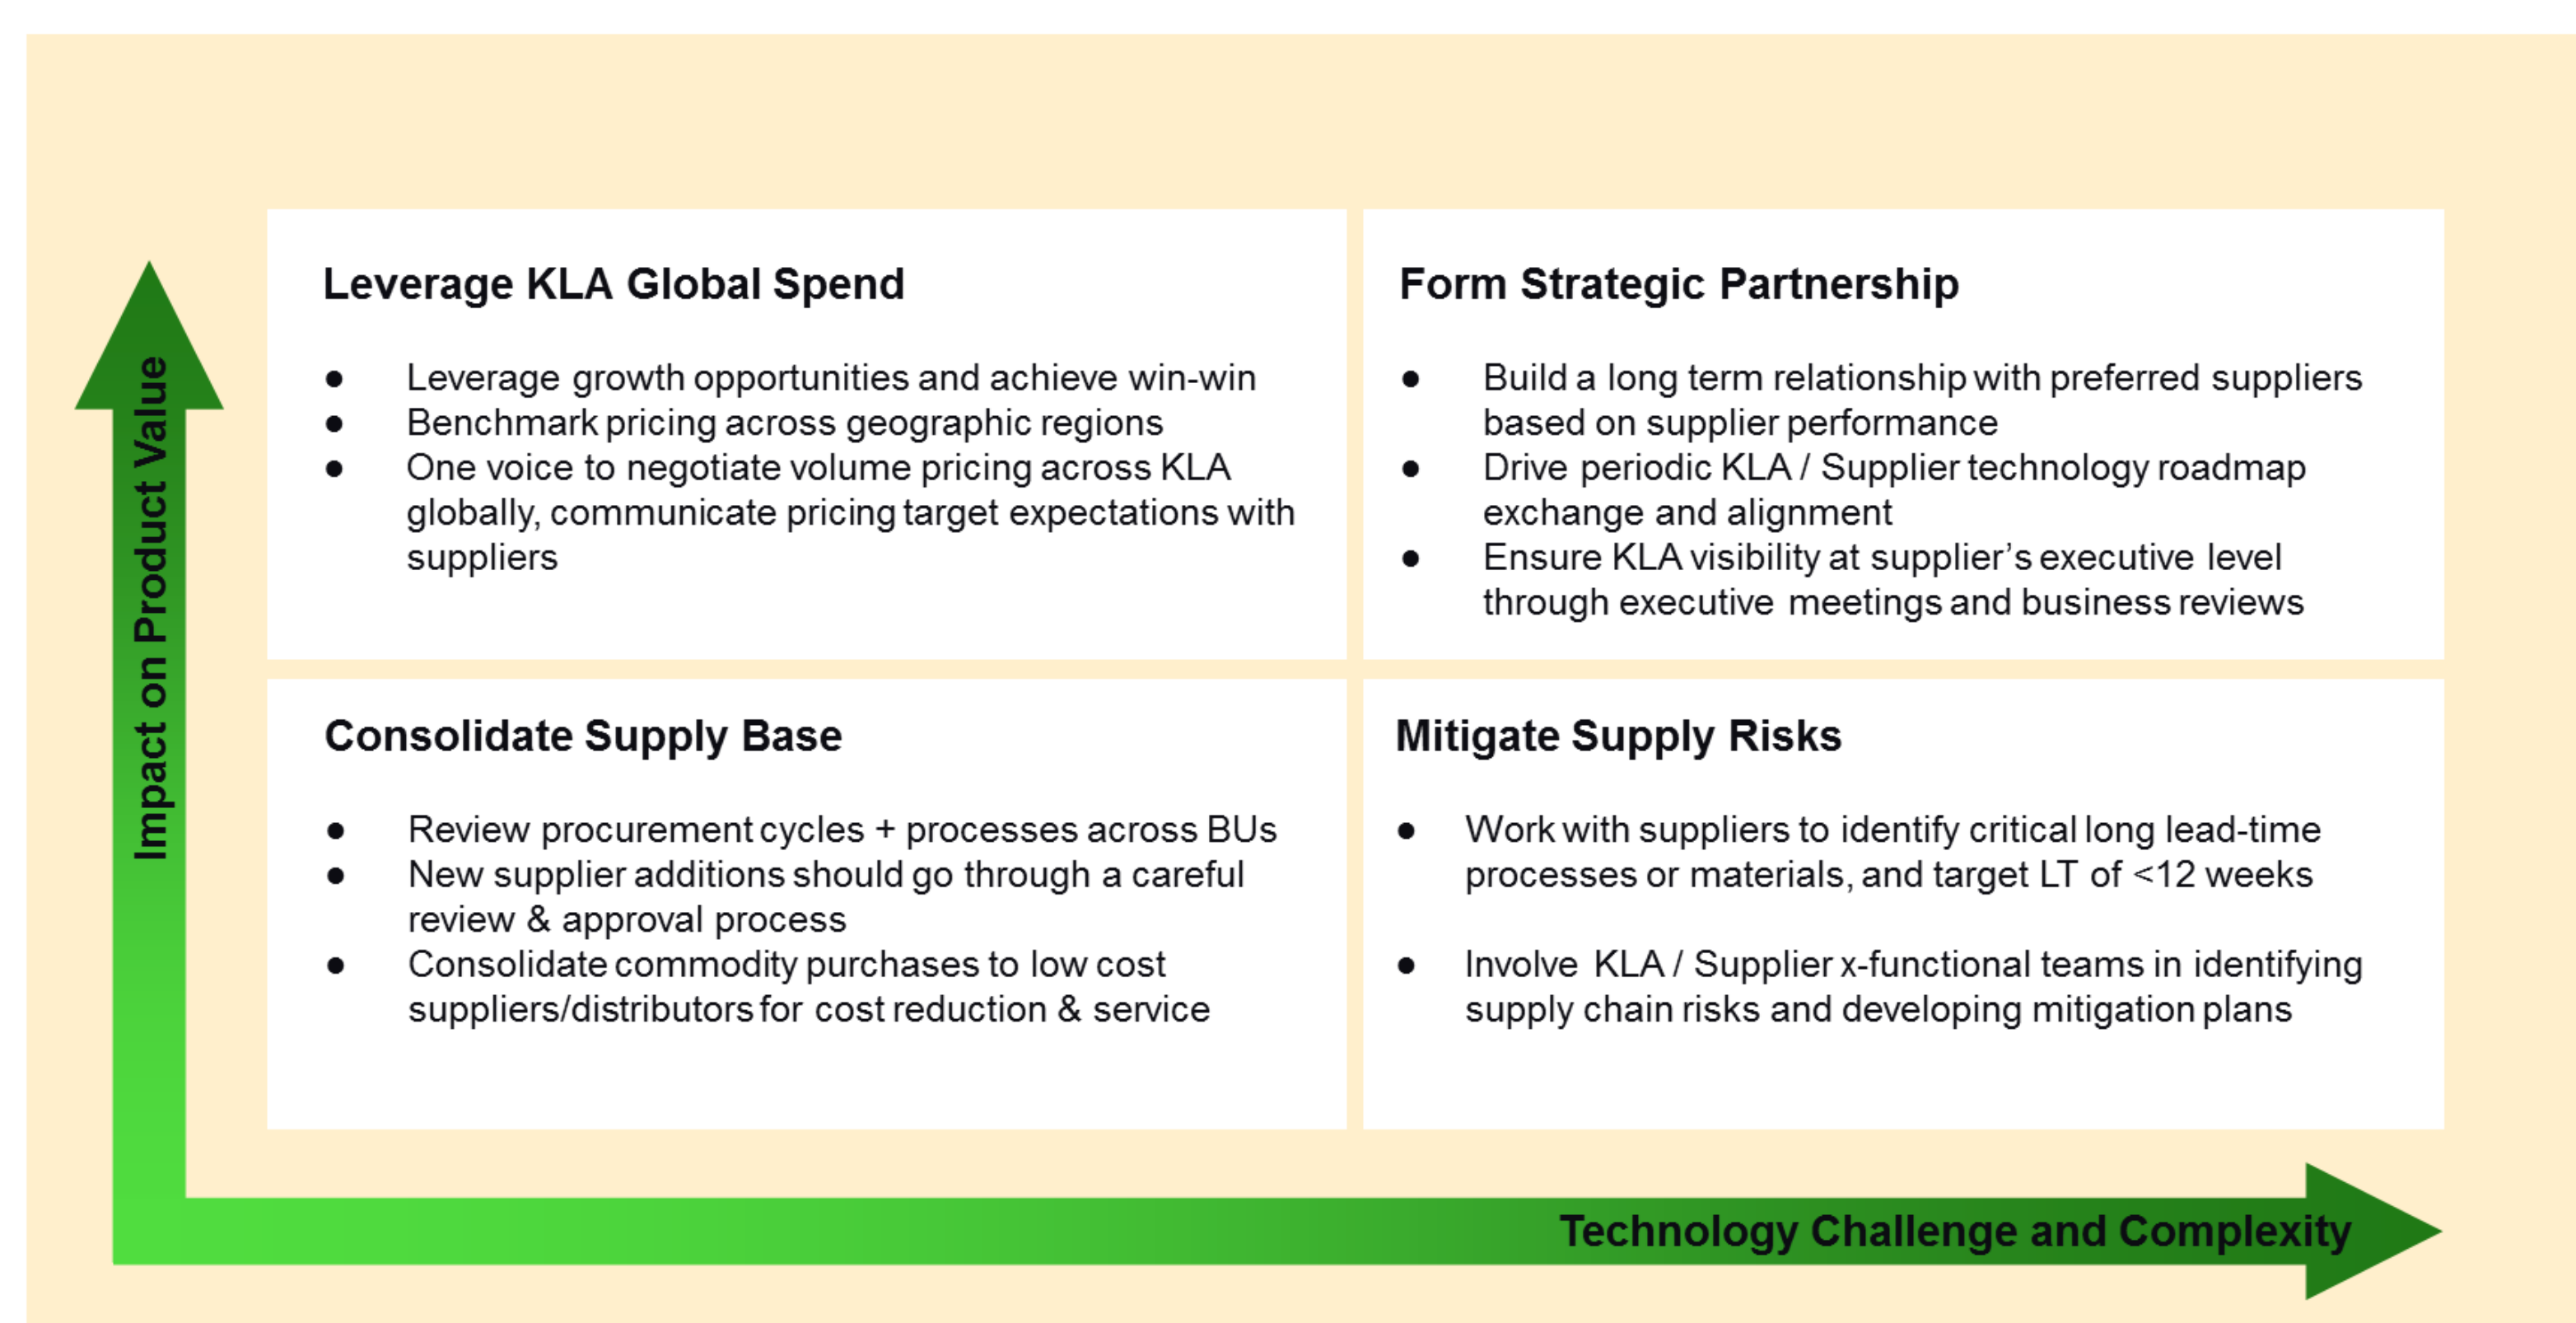 Impact on Product Value
Leverage KLA Global Spend
● Leverage growth opportunities and achieve win-win
● Benchmark pricing across geographic regions
● One voice to negotiate volume pricing across KLA
globally, communicate pricing target expectations with
suppliers
Form Strategic Partnership
● Build a long term relationship with preferred suppliers
based on supplier performance
● Drive periodic KLA / Supplier technology roadmap
exchange and alignment
● Ensure KLA visibility at supplier’s executive level
through executive meetings and business reviews
Consolidate Supply Base
● Review procurement cycles + processes across BUs
● New supplier additions should go through a careful
review & approval process
● Consolidate commodity purchases to low cost
suppliers/distributors for cost reduction & service
Mitigate Supply Risks
● Work with suppliers to identify critical long lead-time
processes or materials, and target LT of <12 weeks
● Involve KLA / Supplier x-functional teams in identifying
supply chain risks and developing mitigation plans
Technology Challenge and Complexity